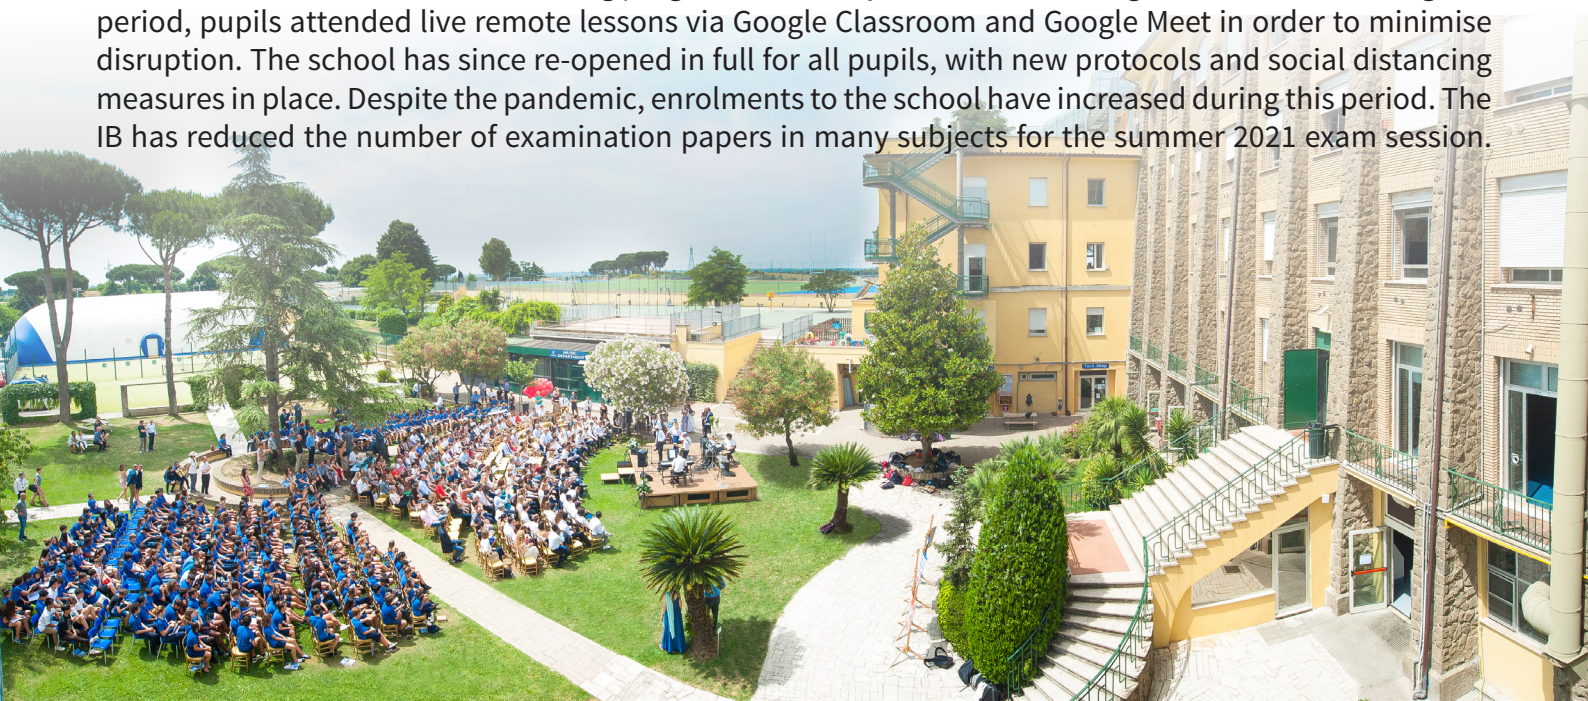 period, pupils attended live remote lessons via Google Classroom and Google Meet in order to minimise
disruption. The school has since re-opened in full for all pupils, with new protocols and social distancing
measures in place. Despite the pandemic, enrolments to the school have increased during this period. The
IB has reduced the number of examination papers in many subjects for the summer 2021 exam session.
Tuck Shop